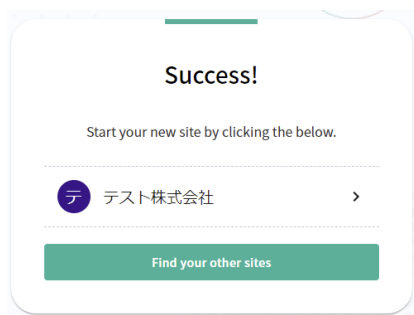 Success!
Start your new site by clicking the below.
テ テスト株式会社
Find your other sites